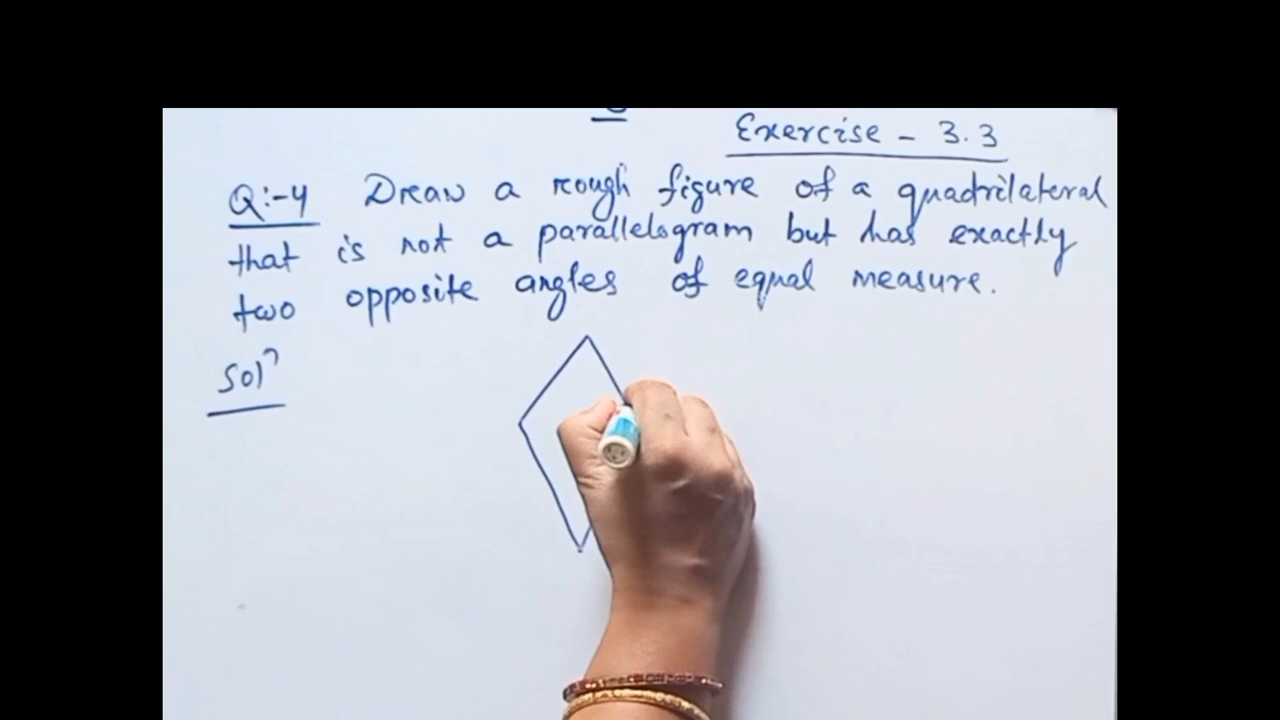 Exercise - 3.3
Q:-4 Draw a rough figure of a quadrilateral
that is not a parallelogram but has exactly
two opposite angles of equal measure.
Solⁿ